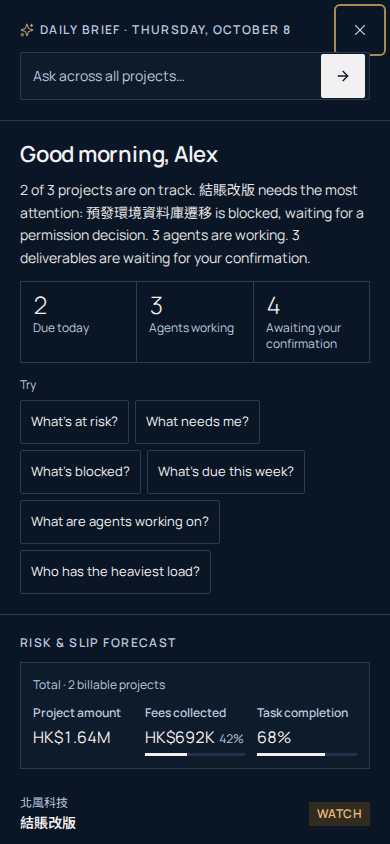 DAILY BRIEF · THURSDAY, OCTOBER 8
Ask across all projects…
Good morning, Alex
2 of 3 projects are on track. 結賬改版 needs the most
attention: 預發環境資料庫遷移 is blocked, waiting for a
permission decision. 3 agents are working. 3
deliverables are waiting for your confirmation.
2
Due today
3
Agents working
4
Awaiting your
confirmation
Try
What's at risk?
What needs me?
What's blocked?
What's due this week?
What are agents working on?
Who has the heaviest load?
RISK & SLIP FORECAST
Total · 2 billable projects
Project amount
HK$1.64M
Fees collected
HK$692K 42%
Task completion
68%
北風科技
結賬改版
WATCH